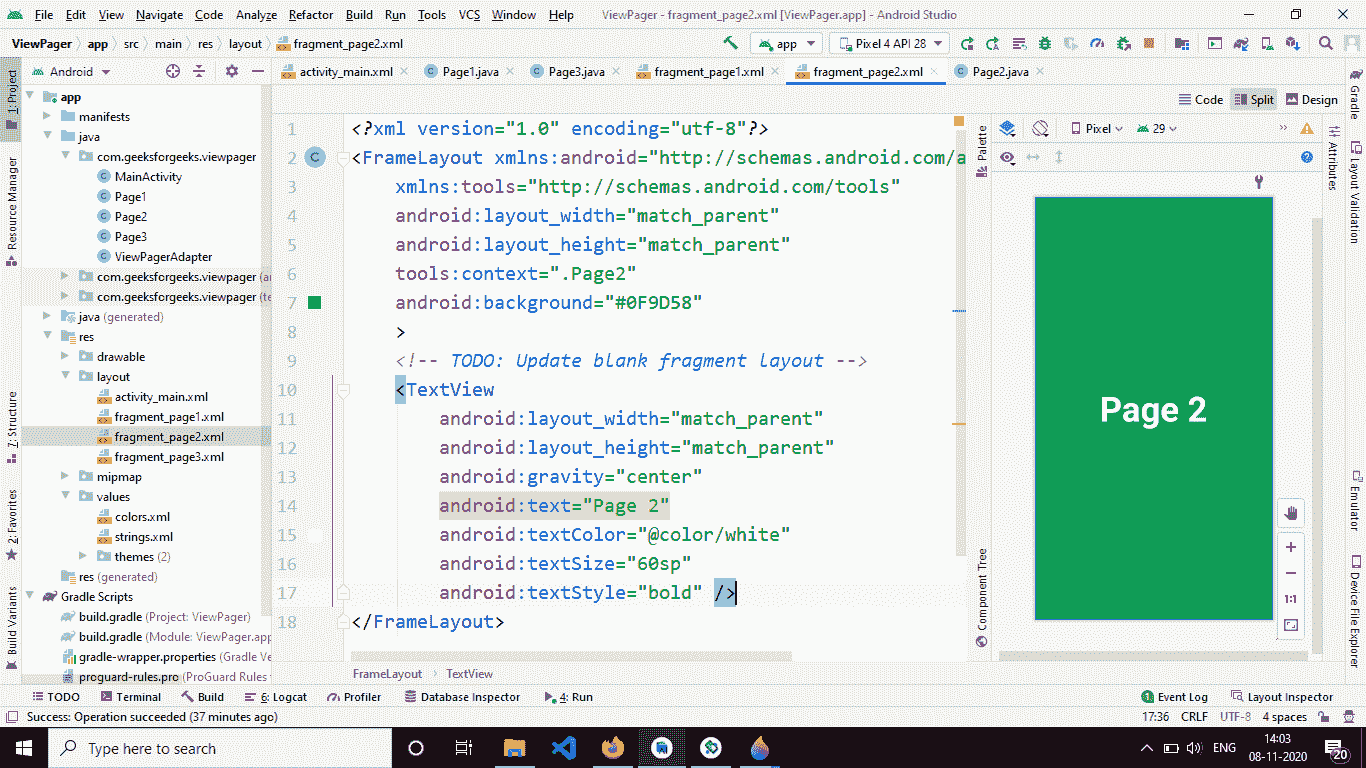 File Edit View Navigate Code Analyze Refactor Build Run Tools VCS Window Help ViewPager - fragment_page2.xml [ViewPager.app] - Android Studio
ViewPager app src main res layout fragment_page2.xml app Pixel 4 API 28
Android activity_main.xml Page1.java Page3.java fragment_page1.xml fragment_page2.xml Page2.java
Code Split Design
1: Project
Resource Manager
7: Structure
2: Favorites
Build Variants
app
manifests
java
com.geeksforgeeks.viewpager
MainActivity
Page1
Page2
Page3
ViewPagerAdapter
com.geeksforgeeks.viewpager (
com.geeksforgeeks.viewpager (te
java (generated)
res
drawable
layout
activity_main.xml
fragment_page1.xml
fragment_page2.xml
fragment_page3.xml
mipmap
values
colors.xml
strings.xml
themes (2)
res (generated)
Gradle Scripts
build.gradle (Project: ViewPager)
build.gradle (Module: ViewPager.app
gradle-wrapper.properties (Gradle Ve
proguard-rules.pro (ProGuard Rules
1 <?xml version="1.0" encoding="utf-8"?>
2 C <FrameLayout xmlns:android="http://schemas.android.com/a
3 xmlns:tools="http://schemas.android.com/tools"
4 android:layout_width="match_parent"
5 android:layout_height="match_parent"
6 tools:context=".Page2"
7 android:background="#0F9D58"
8 >
9 <!-- TODO: Update blank fragment layout -->
10 <TextView
11 android:layout_width="match_parent"
12 android:layout_height="match_parent"
13 android:gravity="center"
14 android:text="Page 2"
15 android:textColor="@color/white"
16 android:textSize="60sp"
17 android:textStyle="bold" />
18 </FrameLayout>
FrameLayout TextView
Palette
Component Tree
Pixel 29
Page 2
1:1
Gradle
Attributes
Layout Validation
Emulator
Device File Explorer
TODO Terminal Build 6: Logcat Profiler Database Inspector 4: Run 1 Event Log Layout Inspector
Success: Operation succeeded (37 minutes ago) 17:36 CRLF UTF-8 4 spaces
Type here to search ENG 14:03
08-11-2020 20